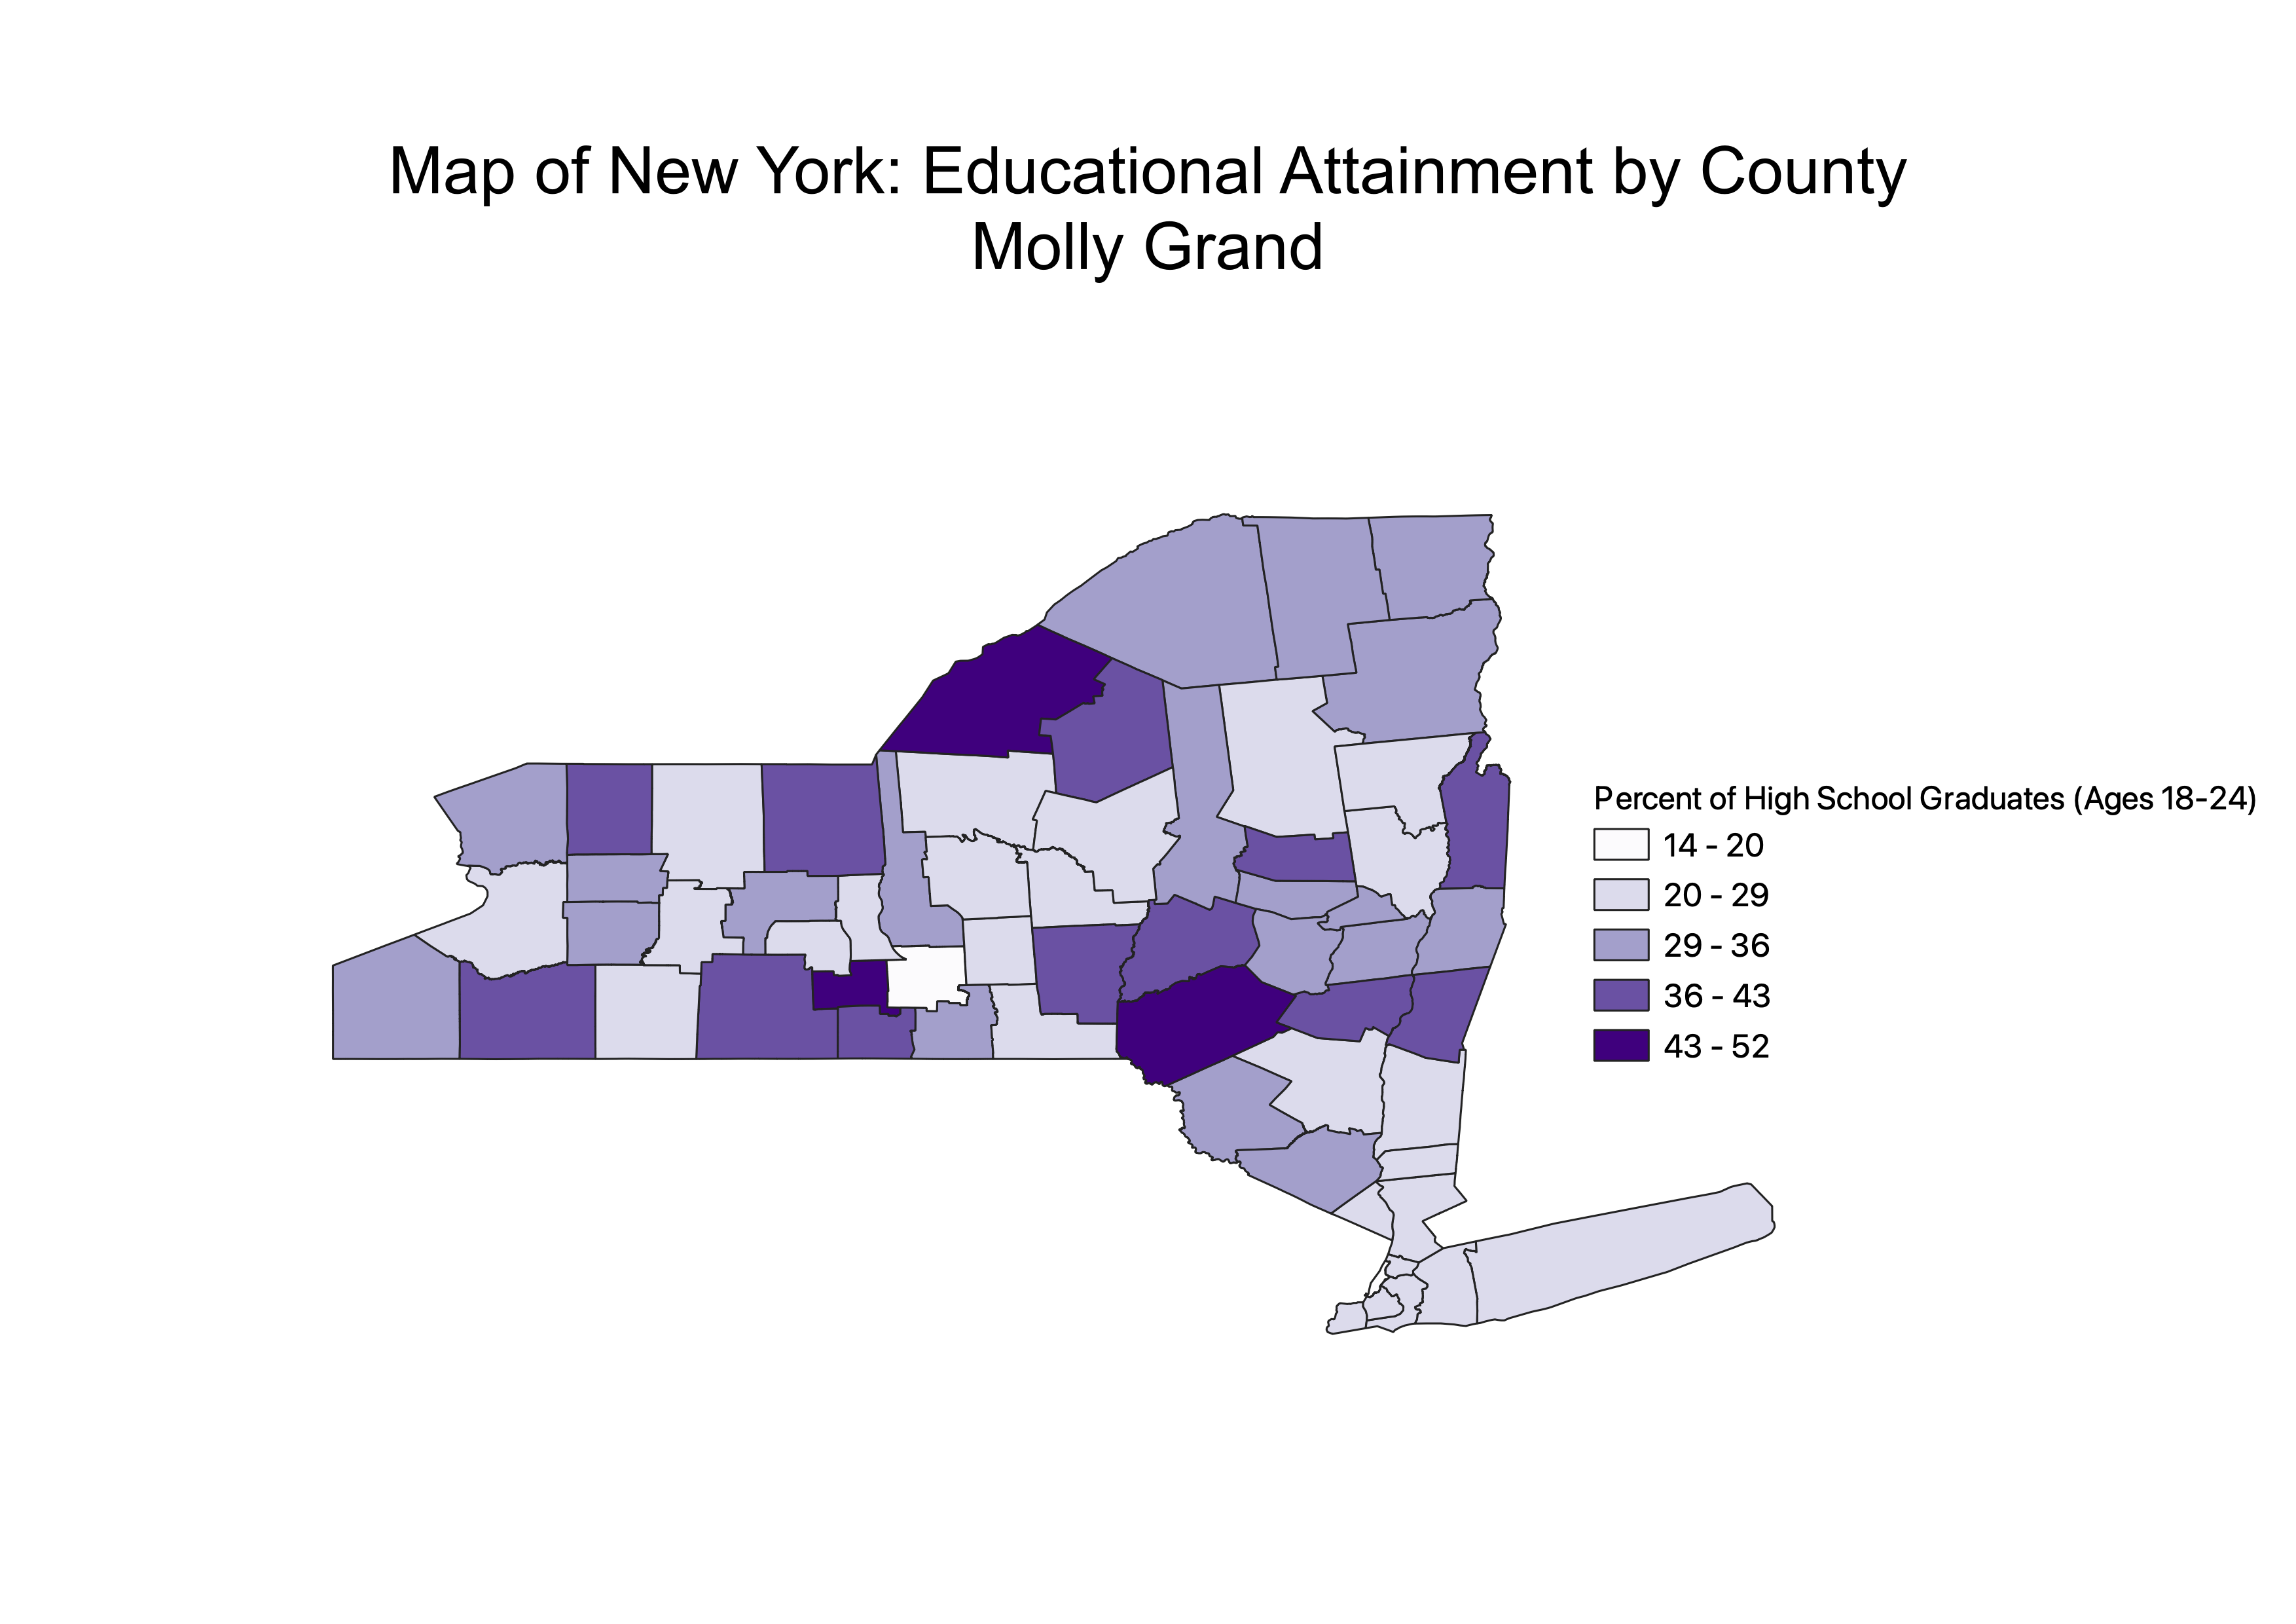 Map of New York: Educational Attainment by County
Molly Grand
Percent of High School Graduates (Ages 18-24)
14 - 20
20 - 29
29 - 36
36 - 43
43 - 52